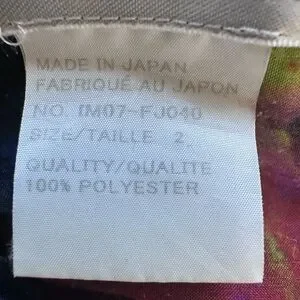 MADE IN JAPAN
FABRIQUÉ AU JAPON
NO. IM07-FJ040
SIZE/TAILLE 2
QUALITY/QUALITE
100% POLYESTER